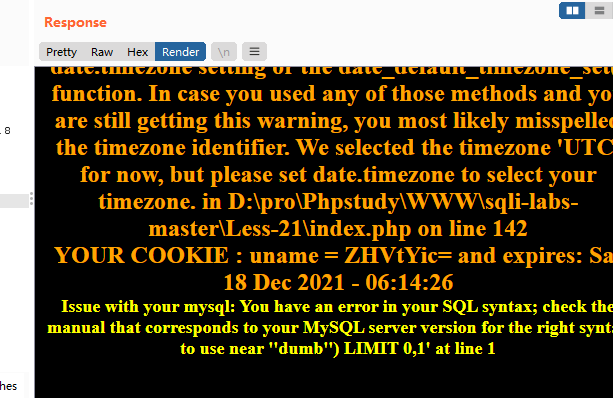 Response
Pretty Raw Hex Render \n
date.timezone setting or the date_default_timezone_set
function. In case you used any of those methods and yo
are still getting this warning, you most likely misspelled
the timezone identifier. We selected the timezone 'UTC
for now, but please set date.timezone to select your
timezone. in D:\pro\Phpstudy\WWW\sqli-labs-
master\Less-21\index.php on line 142
YOUR COOKIE : uname = ZHVtYic= and expires: Sa
18 Dec 2021 - 06:14:26
Issue with your mysql: You have an error in your SQL syntax; check the
manual that corresponds to your MySQL server version for the right synta
to use near ''dumb'') LIMIT 0,1' at line 1
8
hes